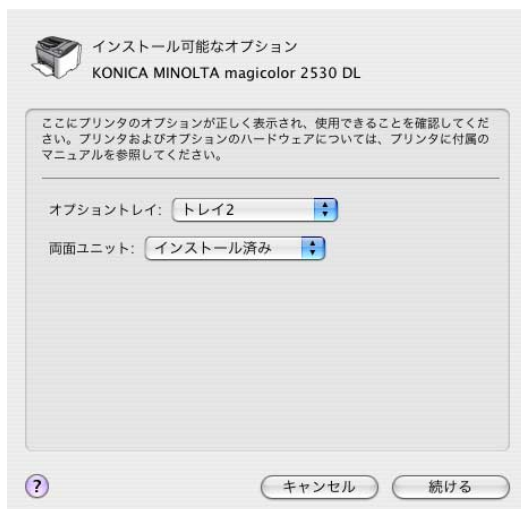 インストール可能なオプション
KONICA MINOLTA magicolor 2530 DL
ここにプリンタのオプションが正しく表示され、使用できることを確認してくだ
さい。プリンタおよびオプションのハードウェアについては、プリンタに付属の
マニュアルを参照してください。
オプショントレイ: トレイ2
両面ユニット: インストール済み
? キャンセル 続ける